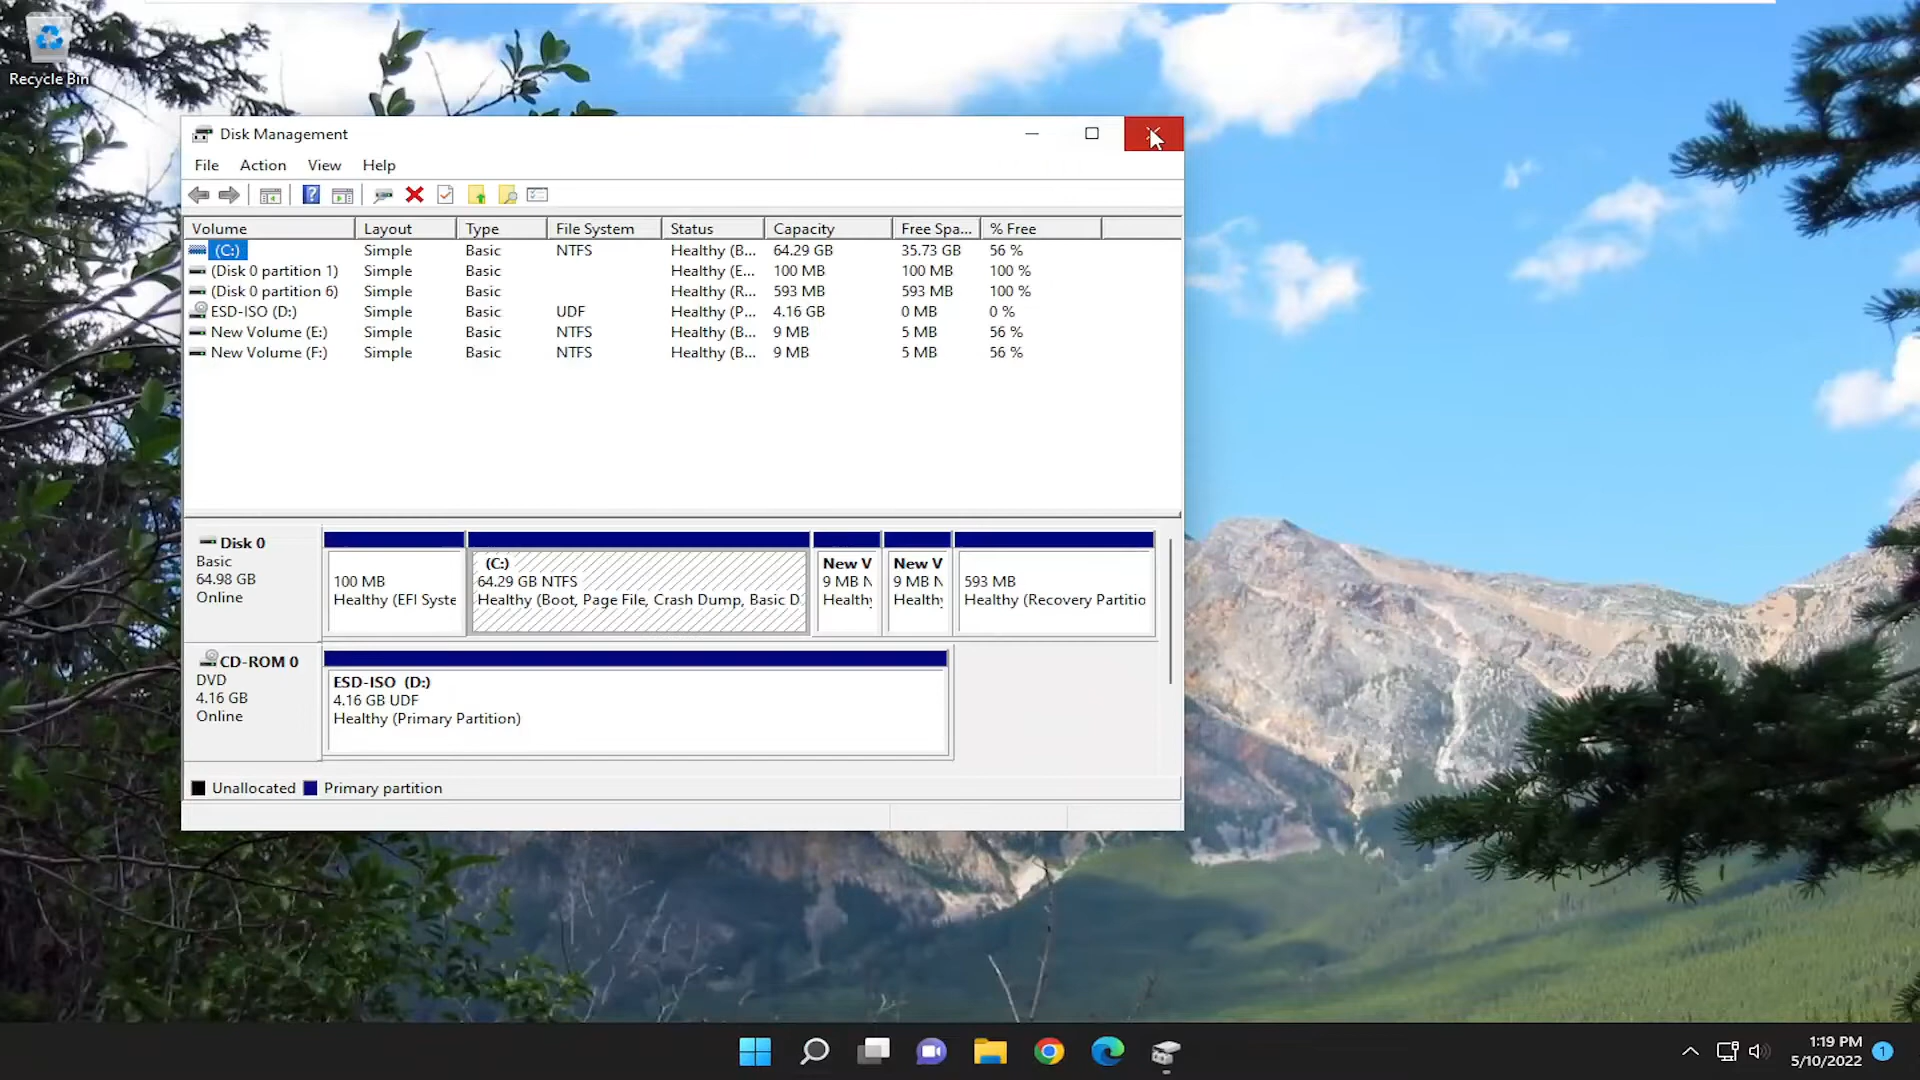 Recycle Bin
Disk Management
File Action View Help
Volume Layout Type File System Status Capacity Free Spa... % Free
(C:) Simple Basic NTFS Healthy (B... 64.29 GB 35.73 GB 56 %
(Disk 0 partition 1) Simple Basic Healthy (E... 100 MB 100 MB 100 %
(Disk 0 partition 6) Simple Basic Healthy (R... 593 MB 593 MB 100 %
ESD-ISO (D:) Simple Basic UDF Healthy (P... 4.16 GB 0 MB 0 %
New Volume (E:) Simple Basic NTFS Healthy (B... 9 MB 5 MB 56 %
New Volume (F:) Simple Basic NTFS Healthy (B... 9 MB 5 MB 56 %
Disk 0
Basic
64.98 GB
Online
100 MB
Healthy (EFI Syste
(C:)
64.29 GB NTFS
Healthy (Boot, Page File, Crash Dump, Basic D
New V
9 MB N
Healthy
New V
9 MB N
Healthy
593 MB
Healthy (Recovery Partitio
CD-ROM 0
DVD
4.16 GB
Online
ESD-ISO (D:)
4.16 GB UDF
Healthy (Primary Partition)
Unallocated Primary partition
1:19 PM
5/10/2022
1